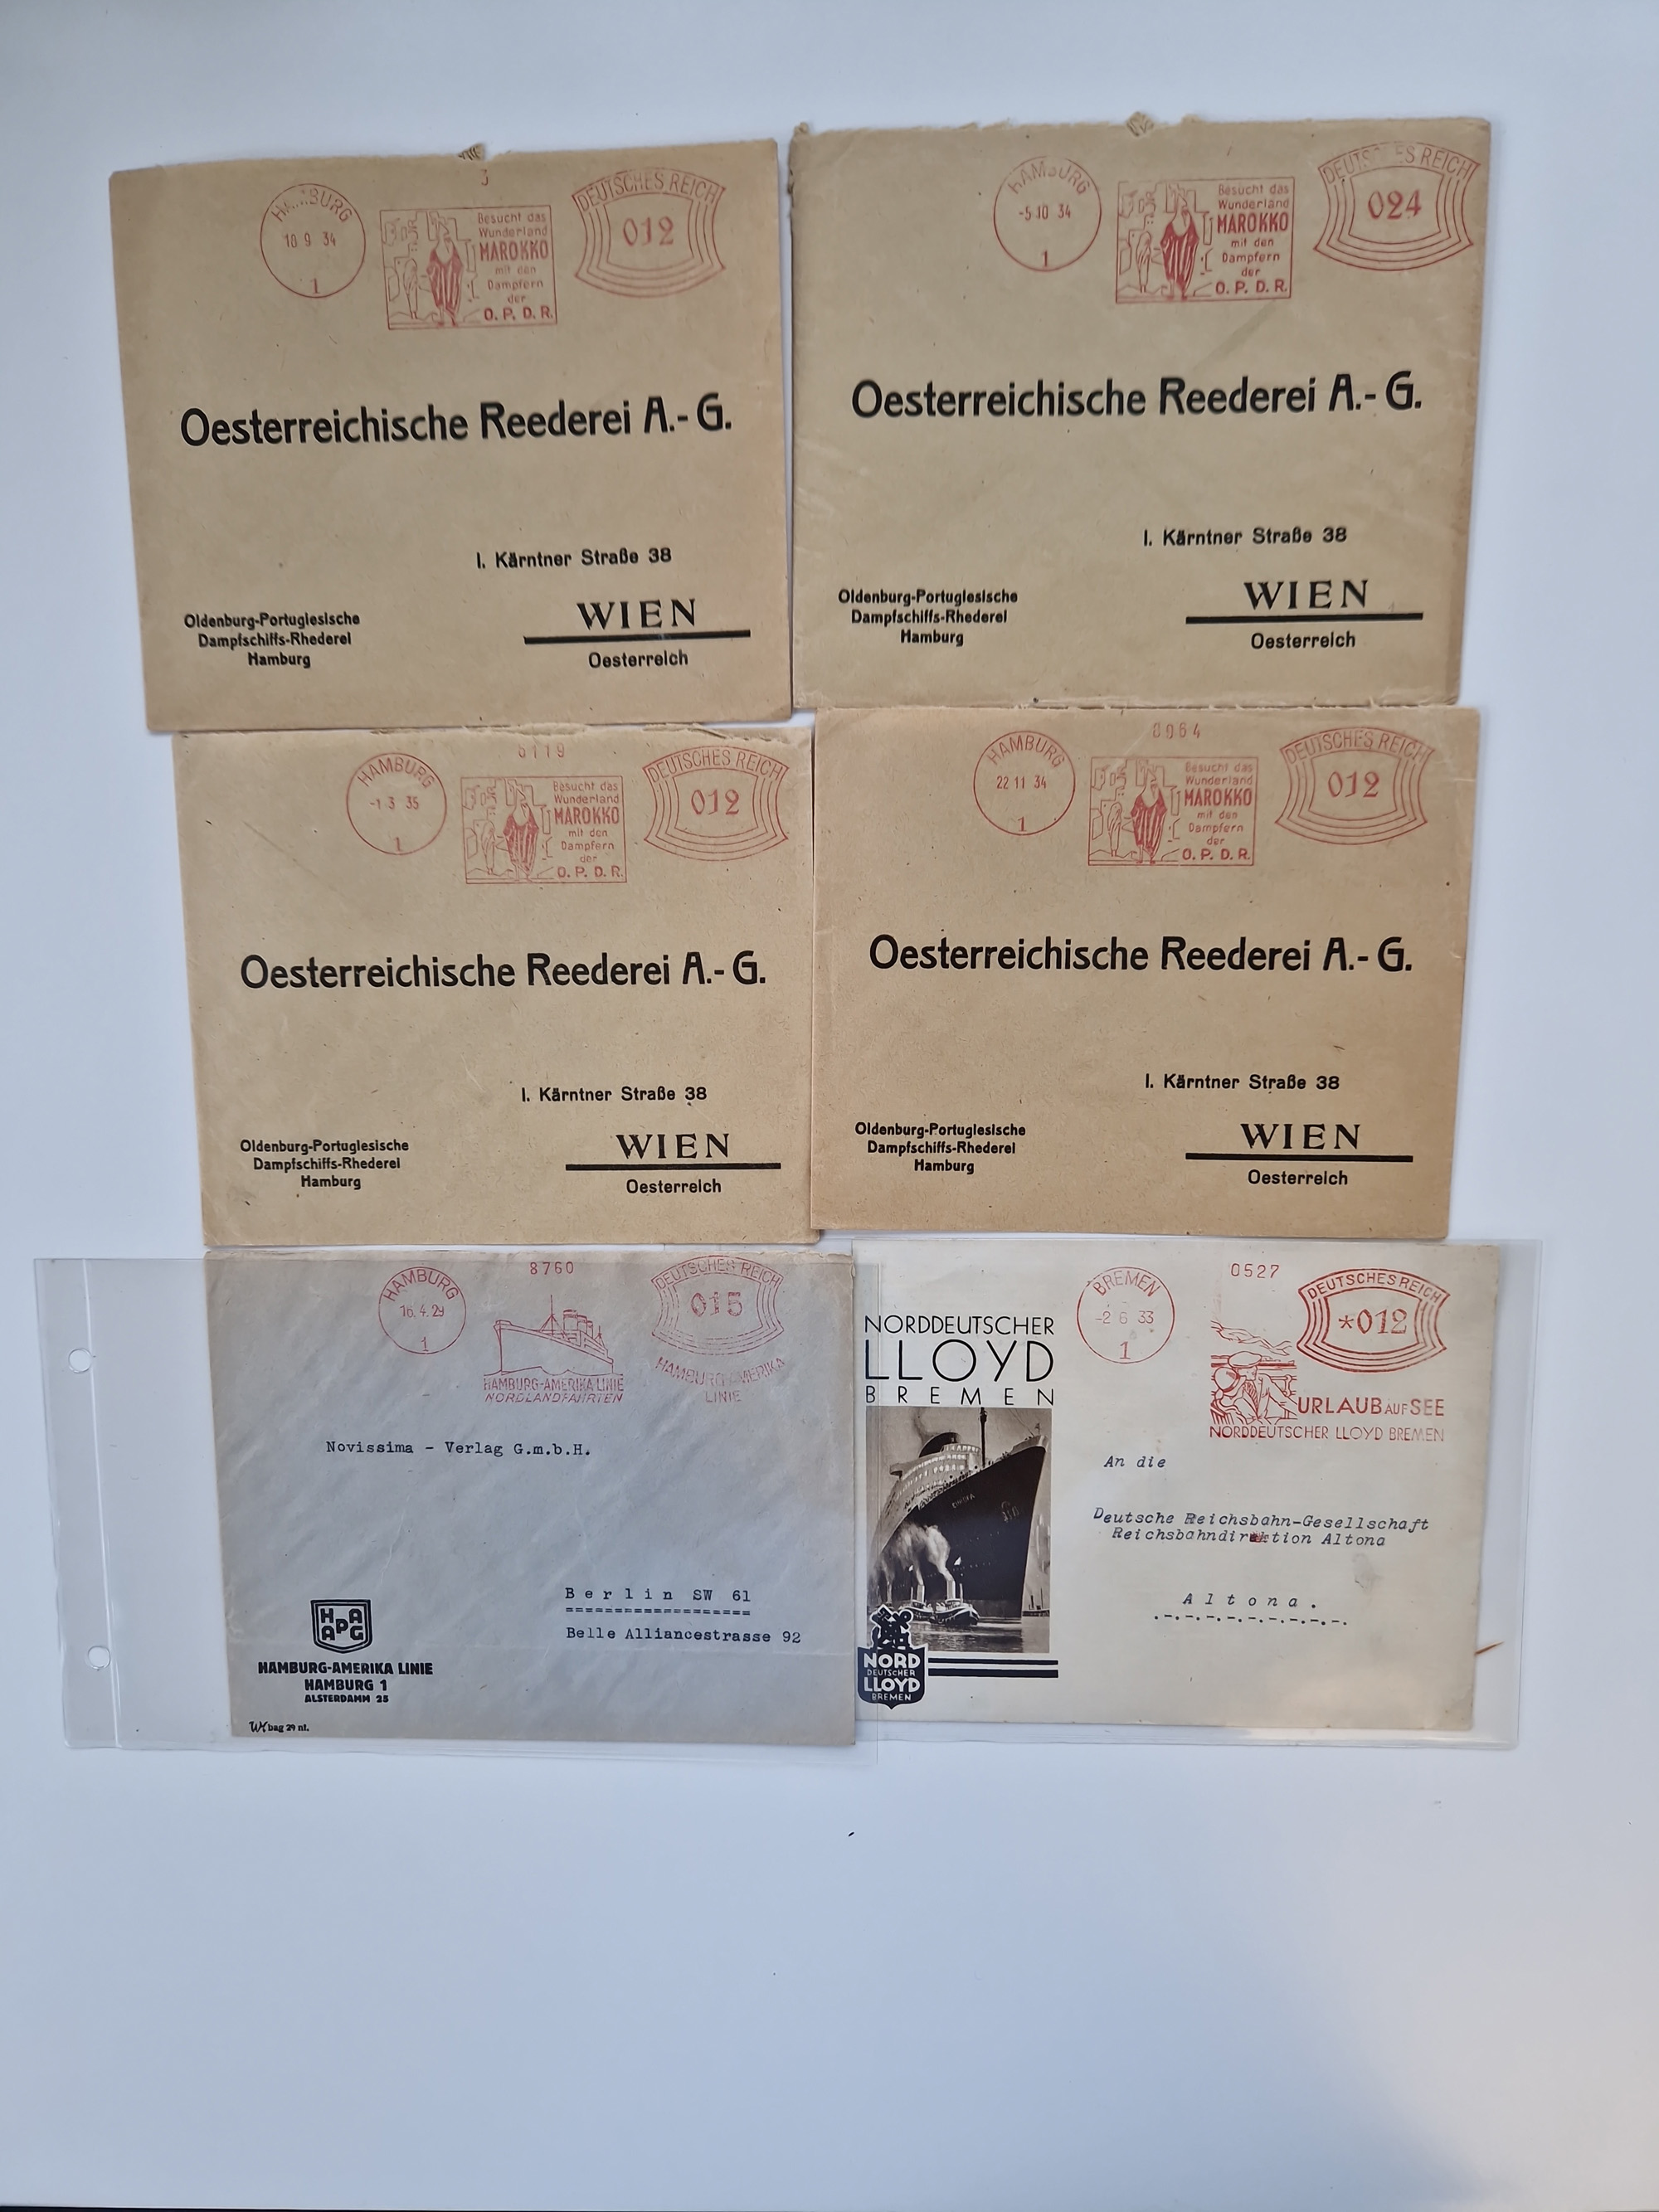 3
HAMBURG
10 9 34
1
Besucht das
Wunderland
MAROKKO
mit den
Dampfern
der
O. P. D. R.
DEUTSCHES REICH
012
Oesterreichische Reederei A.-G.
I. Kärntner Straße 38
WIEN
Oesterreich
Oldenburg-Portugiesische
Dampfschiffs-Rhederei
Hamburg
HAMBURG
-5 10 34
1
Besucht das
Wunderland
MAROKKO
mit den
Dampfern
der
O. P. D. R.
DEUTSCHES REICH
024
Oesterreichische Reederei A.-G.
I. Kärntner Straße 38
WIEN
Oesterreich
Oldenburg-Portugiesische
Dampfschiffs-Rhederei
Hamburg
6119
HAMBURG
-1 3 35
1
Besucht das
Wunderland
MAROKKO
mit den
Dampfern
der
O. P. D. R.
DEUTSCHES REICH
012
Oesterreichische Reederei A.-G.
I. Kärntner Straße 38
WIEN
Oesterreich
Oldenburg-Portugiesische
Dampfschiffs-Rhederei
Hamburg
HAMBURG
22 11 34
1
Besucht das
Wunderland
MAROKKO
mit den
Dampfern
der
O. P. D. R.
DEUTSCHES REICH
012
Oesterreichische Reederei A.-G.
I. Kärntner Straße 38
WIEN
Oesterreich
Oldenburg-Portugiesische
Dampfschiffs-Rhederei
Hamburg
8760
HAMBURG
16.4.29
1
HAMBURG-AMERIKA LINIE
NORDLANDFAHRTEN
DEUTSCHES REICH
015
HAMBURG-AMERIKA
LINIE
Novissima - Verlag G.m.b.H.
Berlin SW 61
Belle Alliancestrasse 92
HAPAG
HAMBURG-AMERIKA LINIE
HAMBURG 1
ALSTERDAMM 25
bag 29 nf.
NORDDEUTSCHER
LLOYD
BREMEN
NORD
DEUTSCHER
LLOYD
BREMEN
0527
BREMEN
-2 6 33
1
DEUTSCHES REICH
*012
URLAUB AUF SEE
NORDDEUTSCHER LLOYD BREMEN
An die
Deutsche Reichsbahn-Gesellschaft
Reichsbahndirektion Altona
Altona.